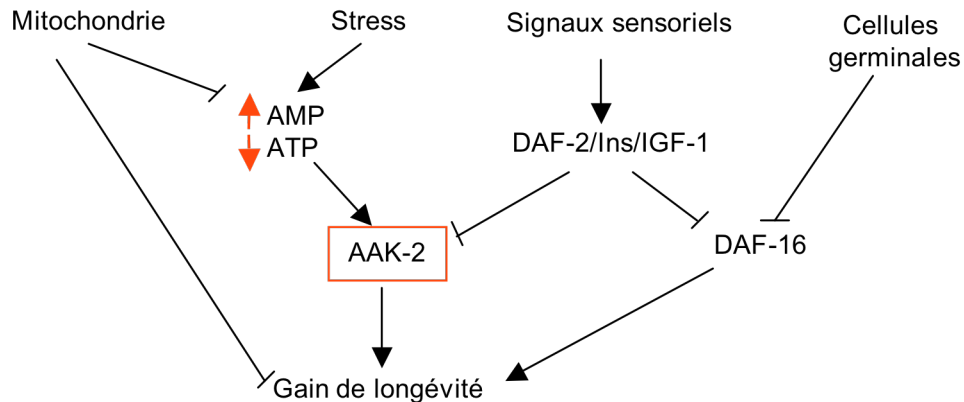 Mitochondrie
Stress
Signaux sensoriels
Cellules
germinales
AMP
ATP
DAF-2/Ins/IGF-1
AAK-2
DAF-16
Gain de longévité